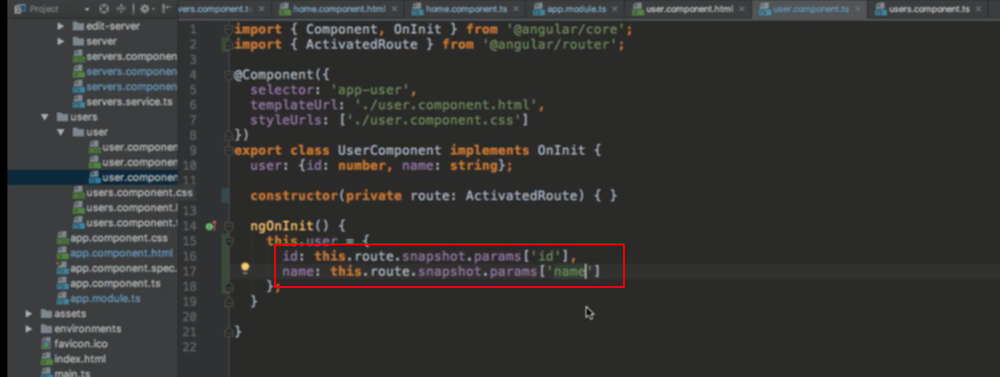 Project
vers.component.ts
home.component.html
home.component.ts
app.module.ts
user.component.html
user.component.ts
users.component.ts
edit-server
server
servers.componen
servers.componen
servers.componen
servers.service.ts
users
user
user.componen
user.componen
user.componen
users.component.css
users.component.
users.component.
app.component.css
app.component.html
app.component.spec.
app.component.ts
app.module.ts
assets
environments
favicon.ico
index.html
main.ts
1 import { Component, OnInit } from '@angular/core';
2 import { ActivatedRoute } from '@angular/router';
3
4 @Component({
5 selector: 'app-user',
6 templateUrl: './user.component.html',
7 styleUrls: ['./user.component.css']
8 })
9 export class UserComponent implements OnInit {
10 user: {id: number, name: string};
11
constructor(private route: ActivatedRoute) { }
13
14 ngOnInit() {
15 this.user = {
16 id: this.route.snapshot.params['id'],
17 name: this.route.snapshot.params['name']
18 };
19 }
20
21 }
22